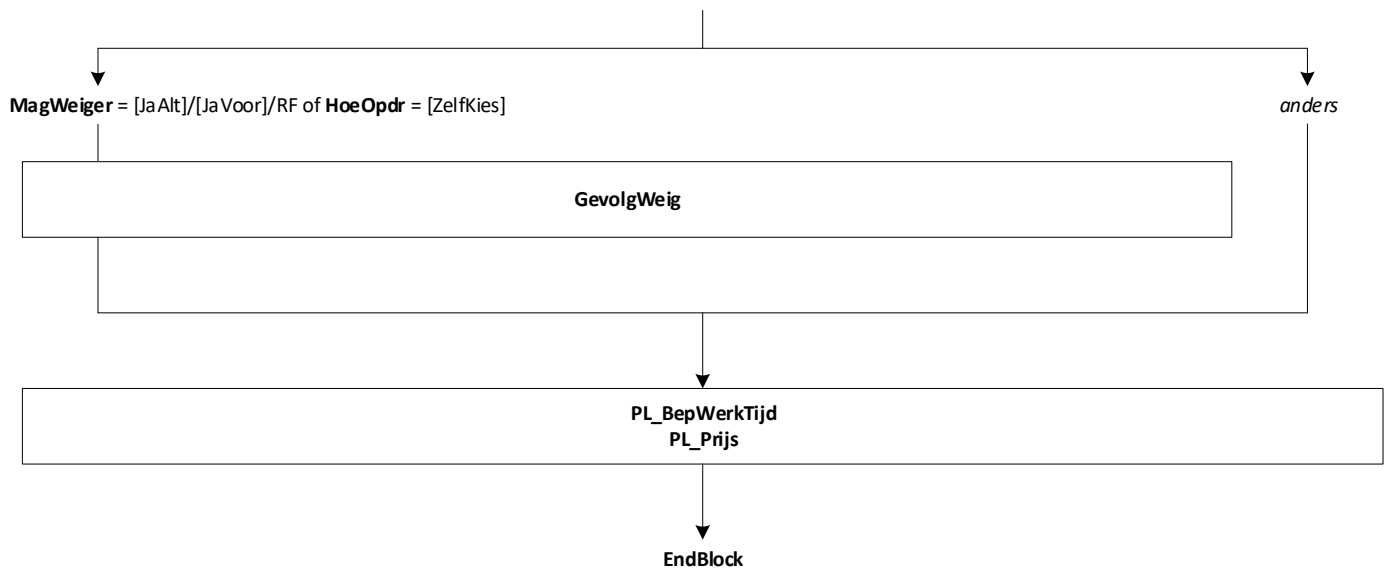 MagWeiger = [JaAlt]/[JaVoor]/RF of HoeOpdr = [ZelfKies]
anders
GevolgWeig
PL_BepWerkTijd
PL_Prijs
EndBlock